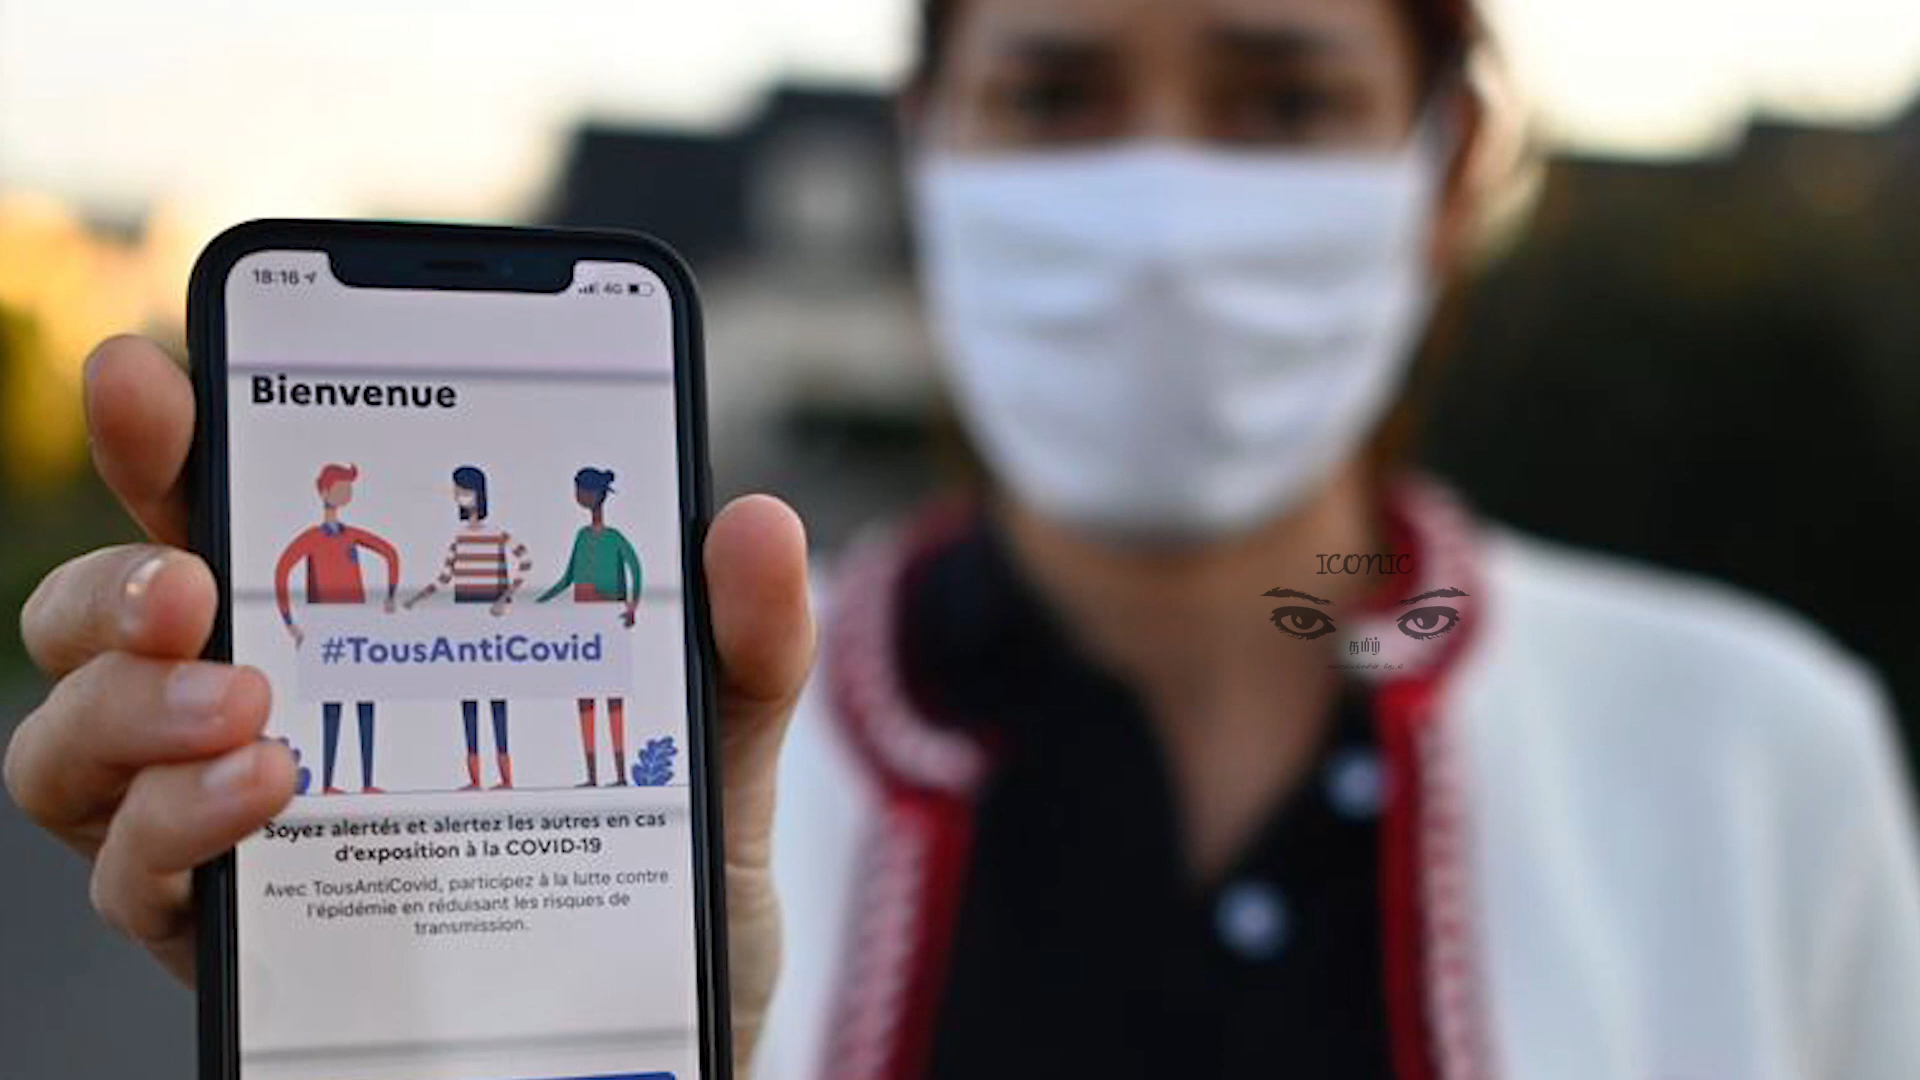 18:16
4G
Bienvenue
#TousAntiCovid
Soyez alertés et alertez les autres en cas
d'exposition à la COVID-19
Avec TousAntiCovid, participez à la lutte contre
l'épidémie en réduisant les risques de
transmission.
ICONIC
தமிழ்